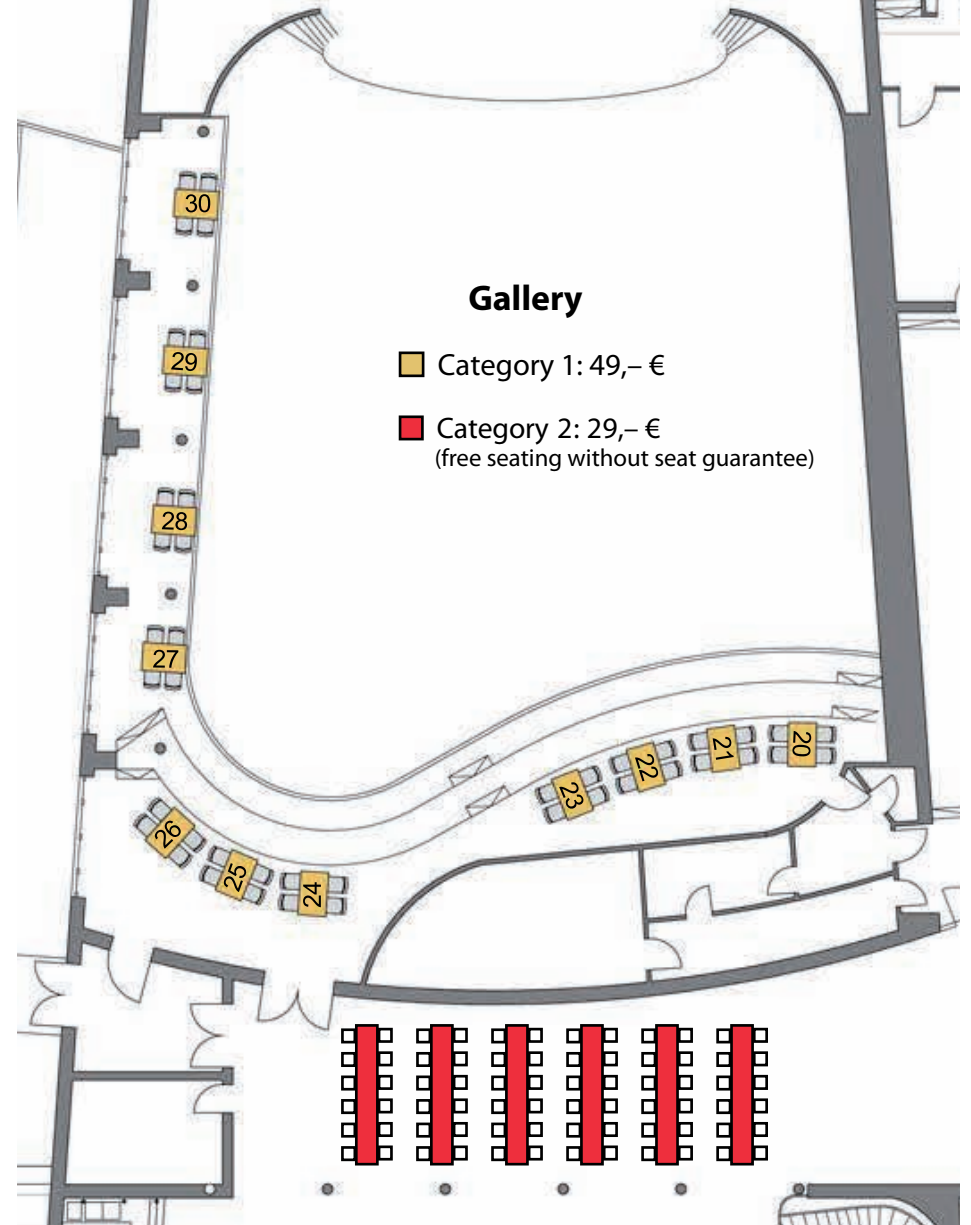 30
Gallery
Category 1: 49,– €
29
Category 2: 29,– €
(free seating without seat guarantee)
28
27
20
21
22
23
26
25
24